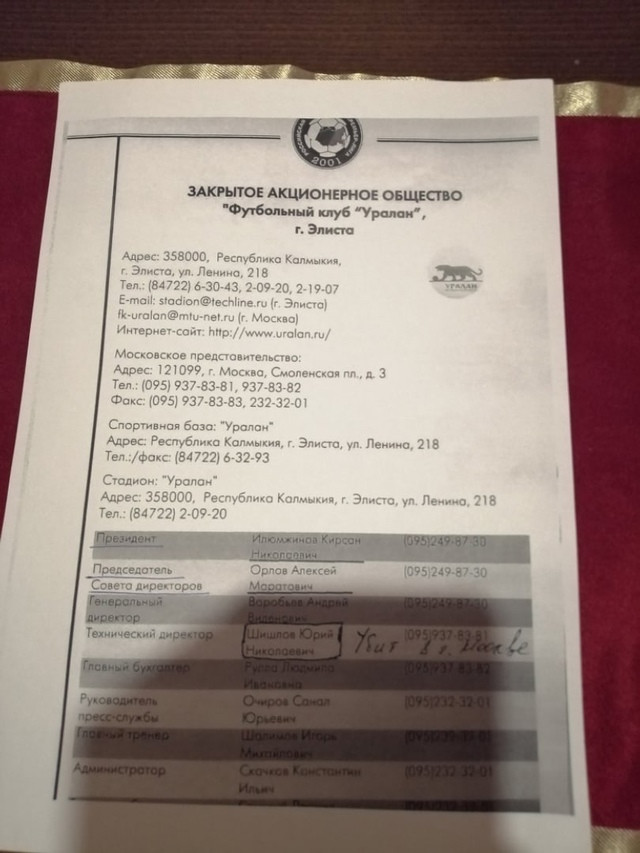 РОССИЙСКАЯ
2001
ЗАКРЫТОЕ АКЦИОНЕРНОЕ ОБЩЕСТВО
"Футбольный клуб "Уралан",
г. Элиста
УРАЛАН
Адрес: 358000, Республика Калмыкия,
г. Элиста, ул. Ленина, 218
Тел.: (84722) 6-30-43, 2-09-20, 2-19-07
E-mail: stadion@techline.ru (г. Элиста)
fk-uralan@mtu-net.ru (г. Москва)
Интернет-сайт: http://www.uralan.ru/
Московское представительство:
Адрес: 121099, г. Москва, Смоленская пл., д. 3
Тел.: (095) 937-83-81, 937-83-82
Факс: (095) 937-83-83, 232-32-01
Спортивная база: "Уралан"
Адрес: Республика Калмыкия, г. Элиста, ул. Ленина, 218
Тел./факс: (84722) 6-32-93
Стадион: "Уралан"
Адрес: 358000, Республика Калмыкия, г. Элиста, ул. Ленина, 218
Тел.: (84722) 2-09-20
Президент Илюмжинов Кирсан (095)249-87-30
Николаевич
Председатель Орлов Алексей (095)249-87-30
Совета директоров Маратович
Генеральный Воробьев Андрей (095)249-87-30
директор
Технический директор Шишлов Юрий (095)937-83-81
Николаевич Убит в г. Москве
Главный бухгалтер Рулла Людмила (095)937-83-82
Ивановна
Руководитель Очиров Санал (095)232-32-01
пресс-службы Юрьевич
Главный тренер Шалимов Игорь
Михайлович
Администратор Скачков Константин (095)232-32-01
Ильич